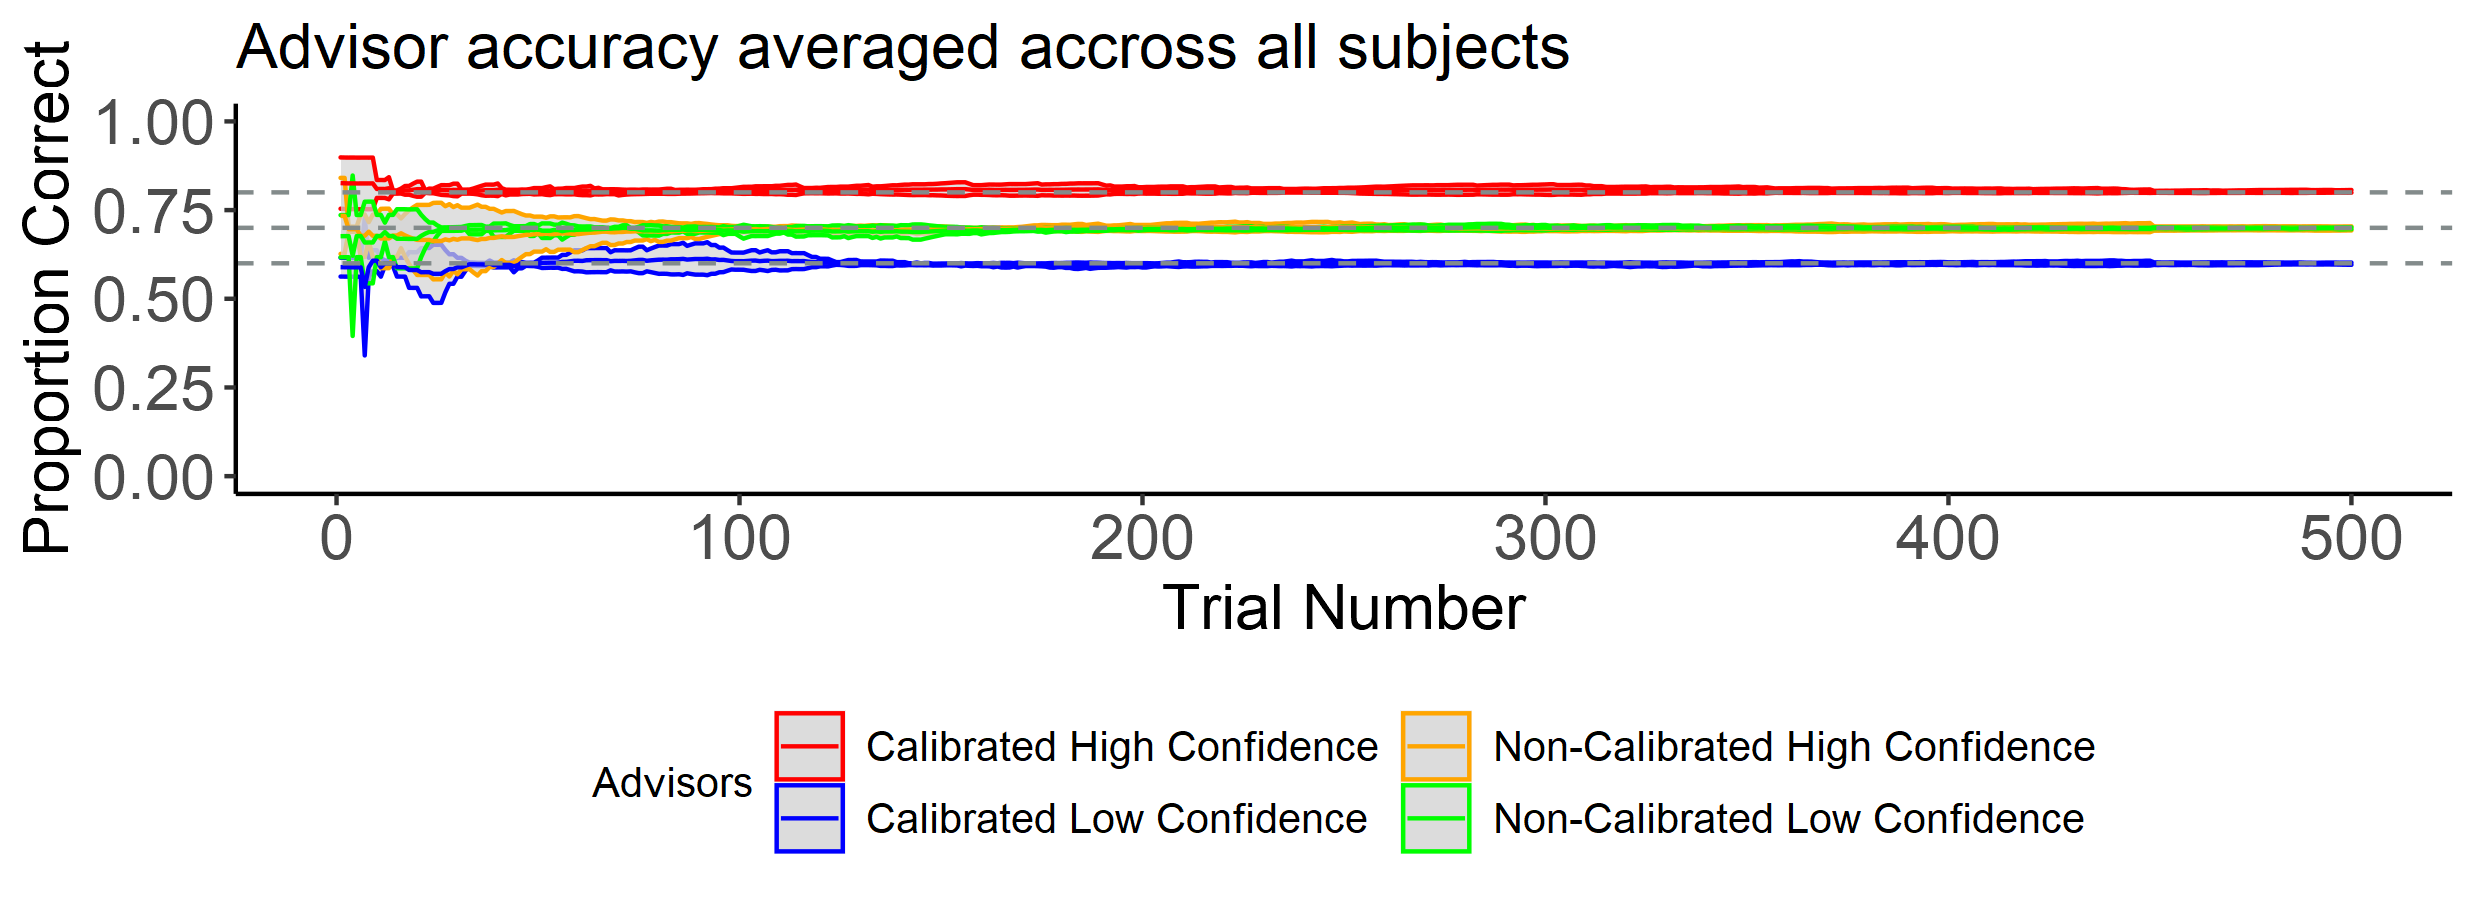 Advisor accuracy averaged accross all subjects
Proportion Correct
1.00
0.75
0.50
0.25
0.00
0 100 200 300 400 500
Trial Number
Advisors
Calibrated High Confidence Non-Calibrated High Confidence
Calibrated Low Confidence Non-Calibrated Low Confidence